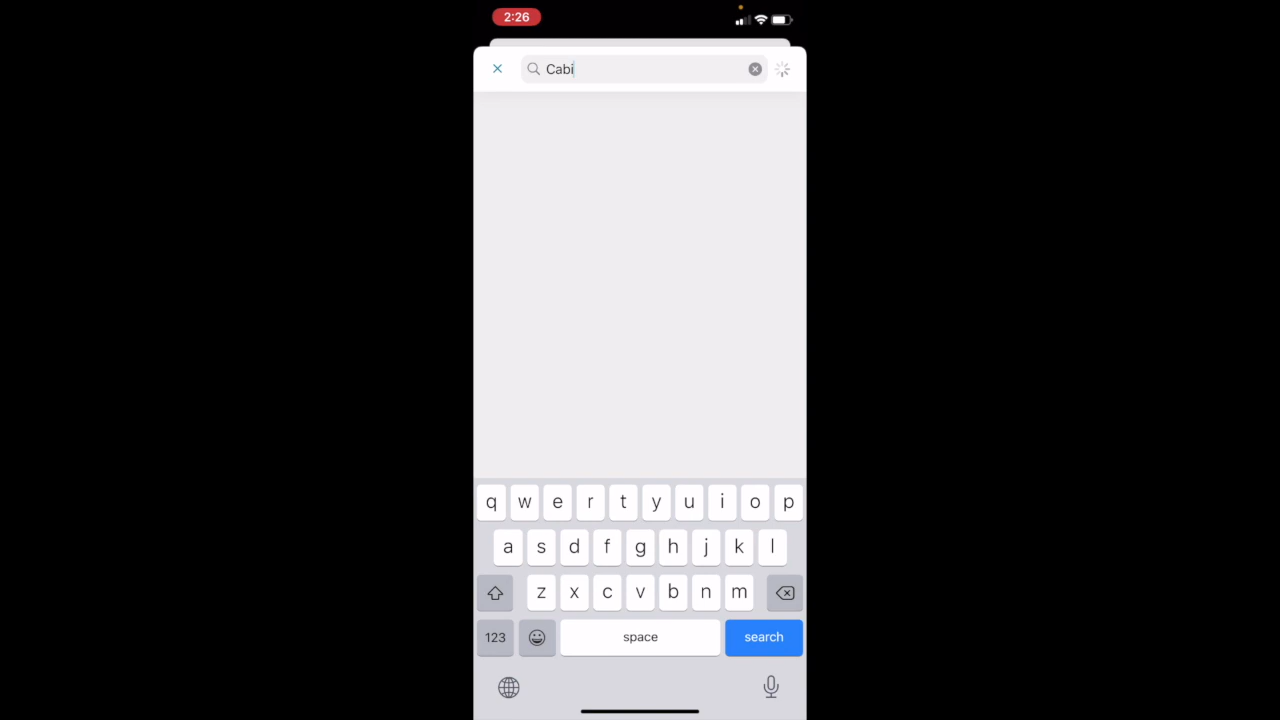 2:26
Cabi
q w e r t y u i o p
a s d f g h j k l
z x c v b n m
123 space search